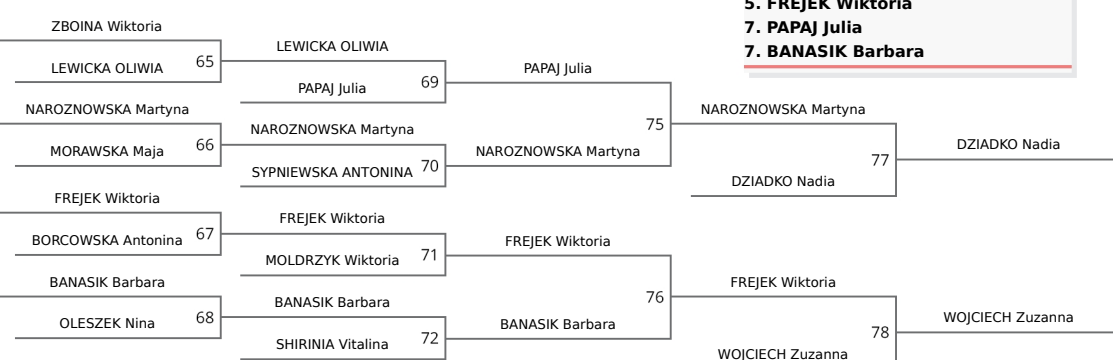 5. FREJEK Wiktoria
7. PAPAJ Julia
7. BANASIK Barbara
ZBOINA Wiktoria
LEWICKA OLIWIA
65
LEWICKA OLIWIA
PAPAJ Julia
69
PAPAJ Julia
NAROZNOWSKA Martyna
MORAWSKA Maja
66
NAROZNOWSKA Martyna
SYPNIEWSKA ANTONINA
70
NAROZNOWSKA Martyna
75
NAROZNOWSKA Martyna
DZIADKO Nadia
77
DZIADKO Nadia
FREJEK Wiktoria
BORCOWSKA Antonina
67
FREJEK Wiktoria
MOLDRZYK Wiktoria
71
FREJEK Wiktoria
BANASIK Barbara
OLESZEK Nina
68
BANASIK Barbara
SHIRINIA Vitalina
72
BANASIK Barbara
76
FREJEK Wiktoria
WOJCIECH Zuzanna
78
WOJCIECH Zuzanna